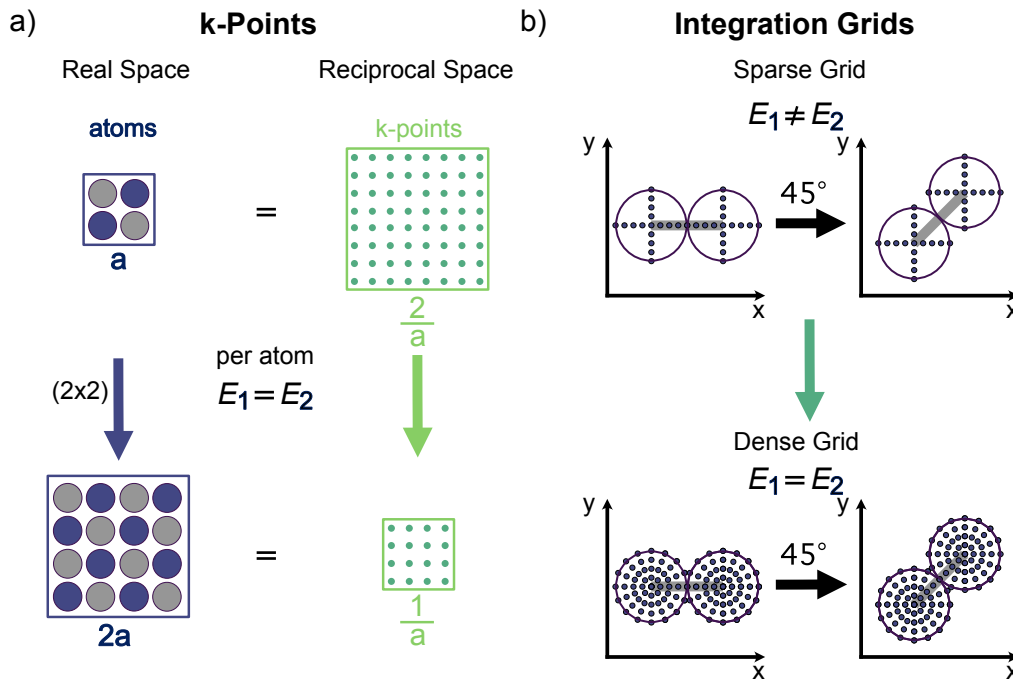 a)
k-Points
Real Space
Reciprocal Space
atoms
k-points
=
a
2
a
(2x2)
per atom
E₁ = E₂
=
2a
1
a
b)
Integration Grids
Sparse Grid
E₁ ≠ E₂
y
45°
y
x
x
Dense Grid
E₁ = E₂
y
45°
y
x
x